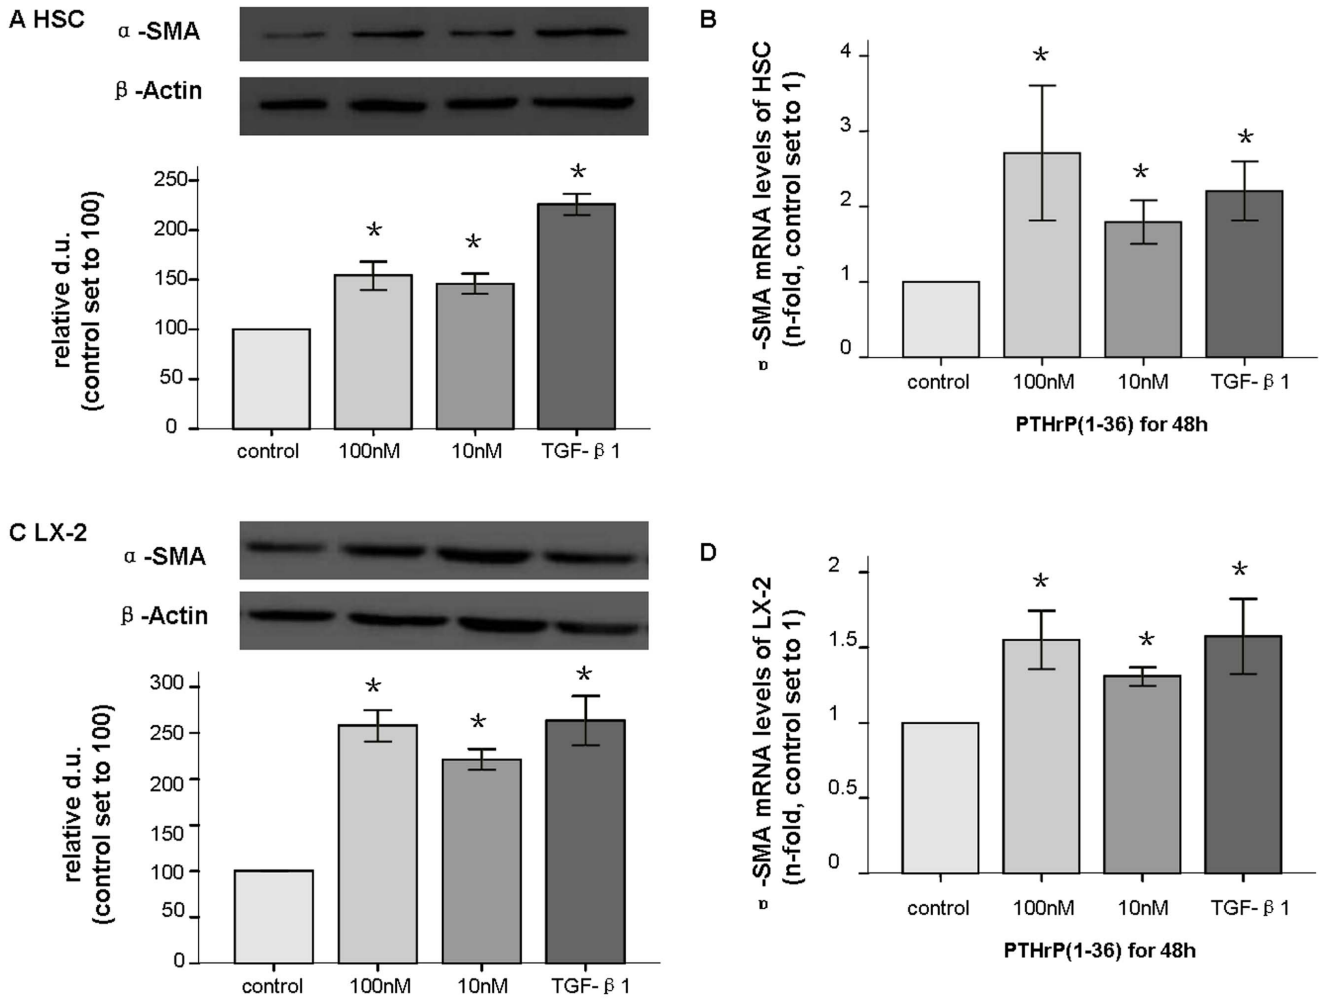 A HSC
α-SMA
β-Actin
250
200
150
100
50
0
relative d.u.
(control set to 100)
*
*
*
control
100nM
10nM
TGF-β1
B
α-SMA mRNA levels of HSC
(n-fold, control set to 1)
4
3
2
1
0
*
*
*
control
100nM
10nM
TGF-β1
PTHrP(1-36) for 48h
C LX-2
α-SMA
β-Actin
300
250
200
150
100
50
0
relative d.u.
(control set to 100)
*
*
*
control
100nM
10nM
TGF-β1
D
α-SMA mRNA levels of LX-2
(n-fold, control set to 1)
2
1.5
1
0.5
0
*
*
*
control
100nM
10nM
TGF-β1
PTHrP(1-36) for 48h